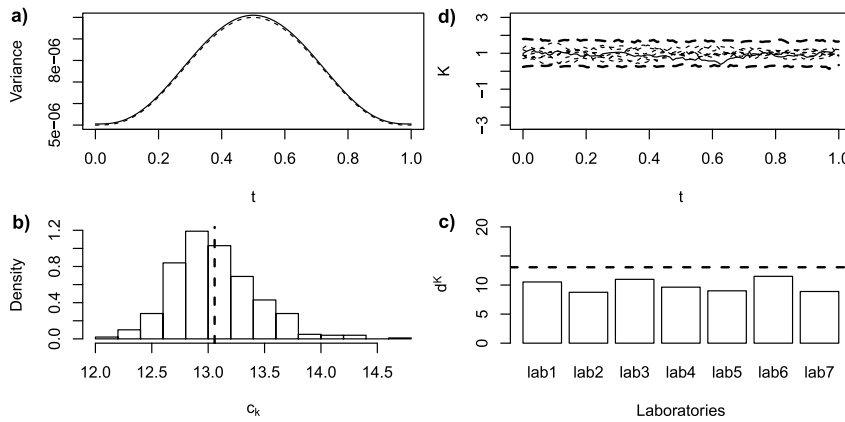 a)
Variance
5e-06
8e-06
0.0
0.2
0.4
0.6
0.8
1.0
t
d)
K
-3
-1
1
3
0.0
0.2
0.4
0.6
0.8
1.0
t
b)
Density
0.0
0.4
0.8
1.2
12.0
12.5
13.0
13.5
14.0
14.5
c_k
c)
d^K
0
5
10
20
lab1
lab2
lab3
lab4
lab5
lab6
lab7
Laboratories